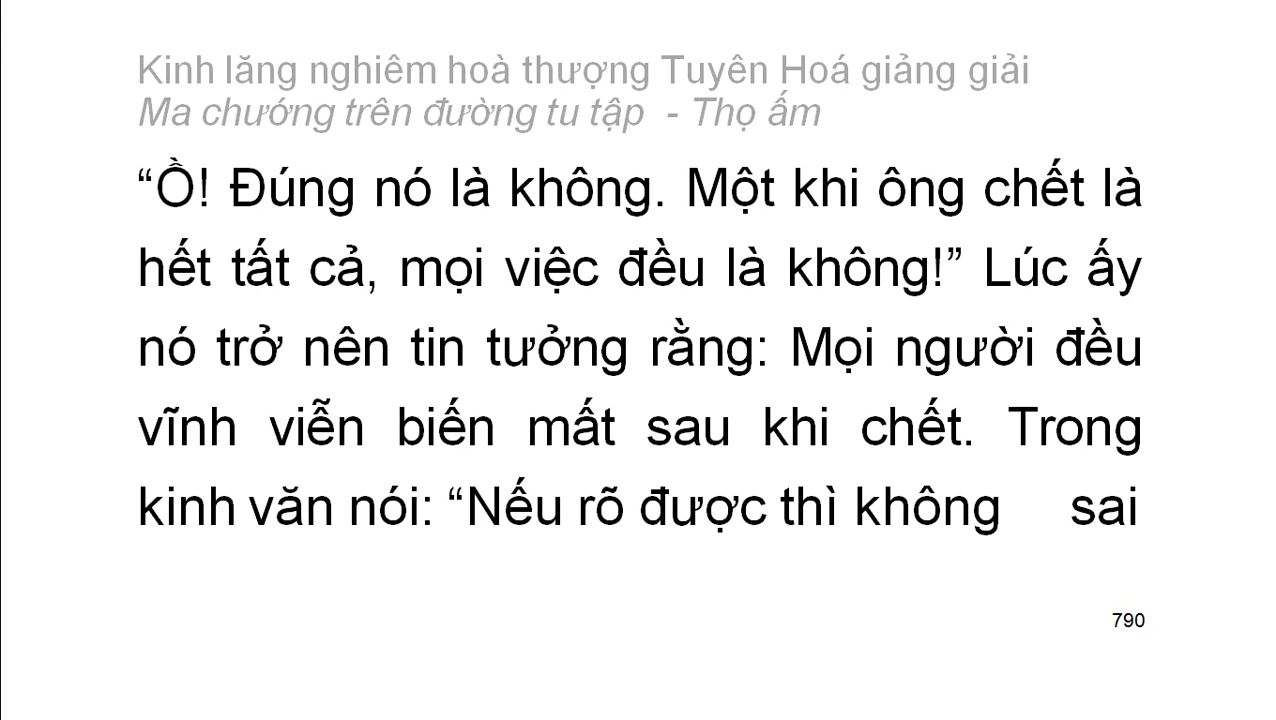 Kinh lăng nghiêm hoà thượng Tuyên Hoá giảng giải
Ma chướng trên đường tu tập - Thọ ấm
“Ồ! Đúng nó là không. Một khi ông chết là
hết tất cả, mọi việc đều là không!” Lúc ấy
nó trở nên tin tưởng rằng: Mọi người đều
vĩnh viễn biến mất sau khi chết. Trong
kinh văn nói: “Nếu rõ được thì không sai
790